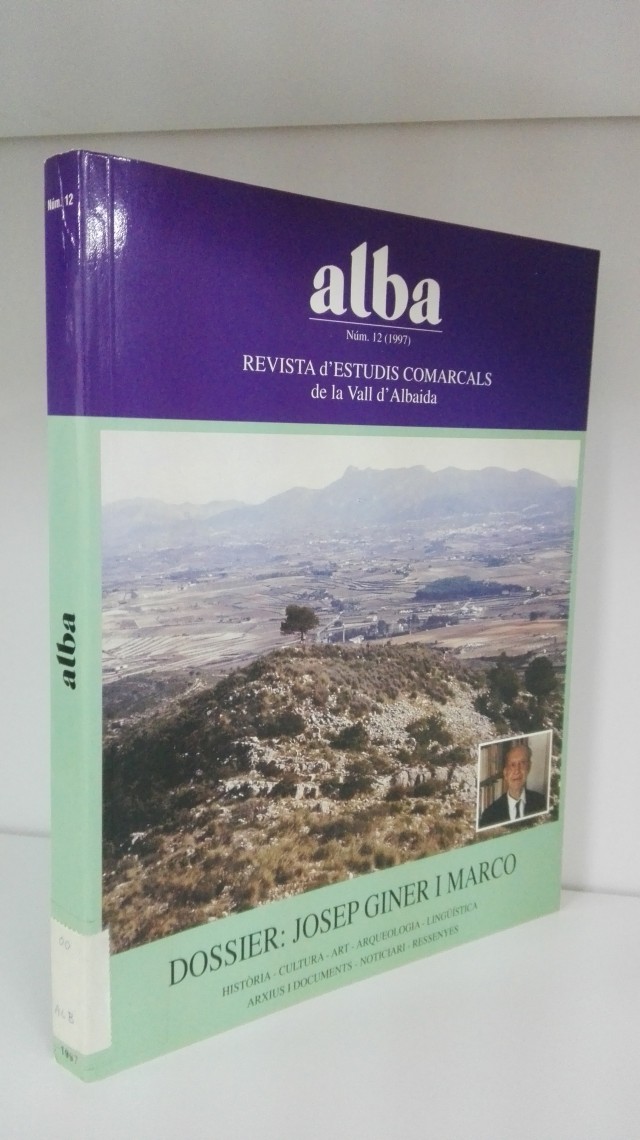 Núm. 12
alba
Núm. 12 (1997)
REVISTA d'ESTUDIS COMARCALS
de la Vall d'Albaida
alba
DOSSIER: JOSEP GINER I MARCO
HISTÒRIA - CULTURA - ART - ARQUEOLOGIA - LINGÜÍSTICA
ARXIUS I DOCUMENTS - NOTICIARI - RESSENYES
ALB
1997